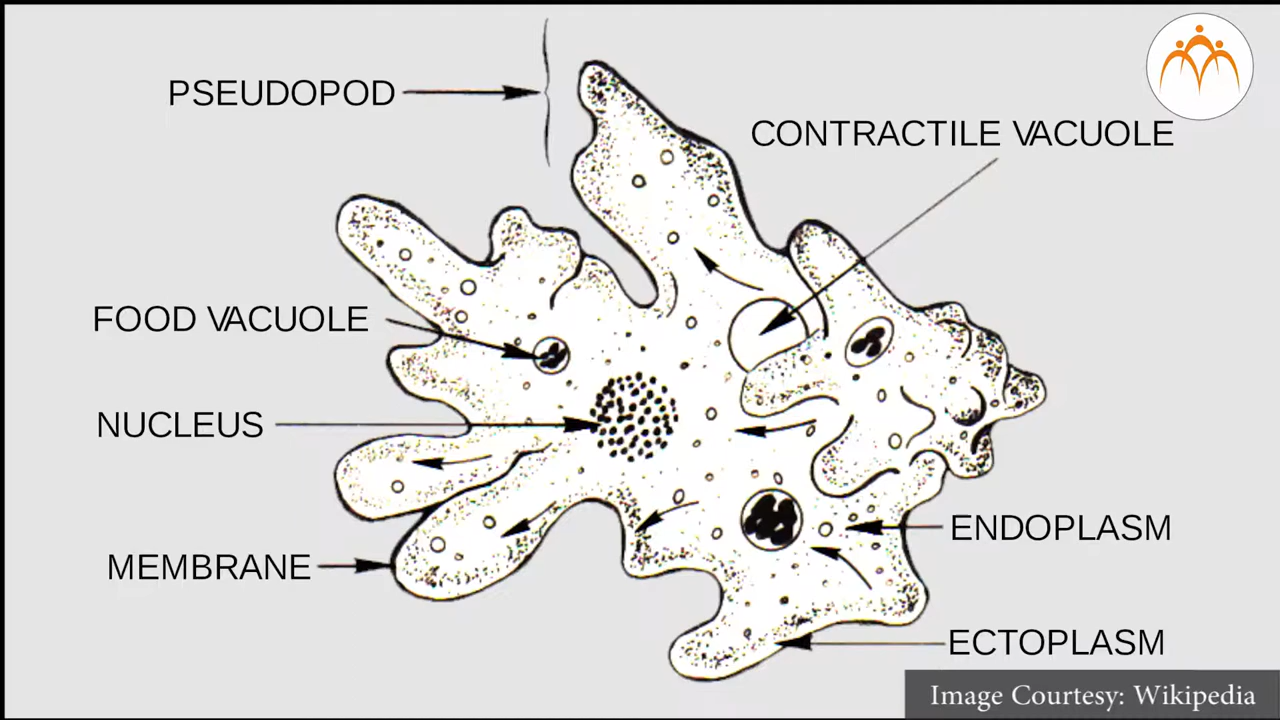 PSEUDOPOD
CONTRACTILE VACUOLE
FOOD VACUOLE
NUCLEUS
MEMBRANE
ENDOPLASM
ECTOPLASM
Image Courtesy: Wikipedia